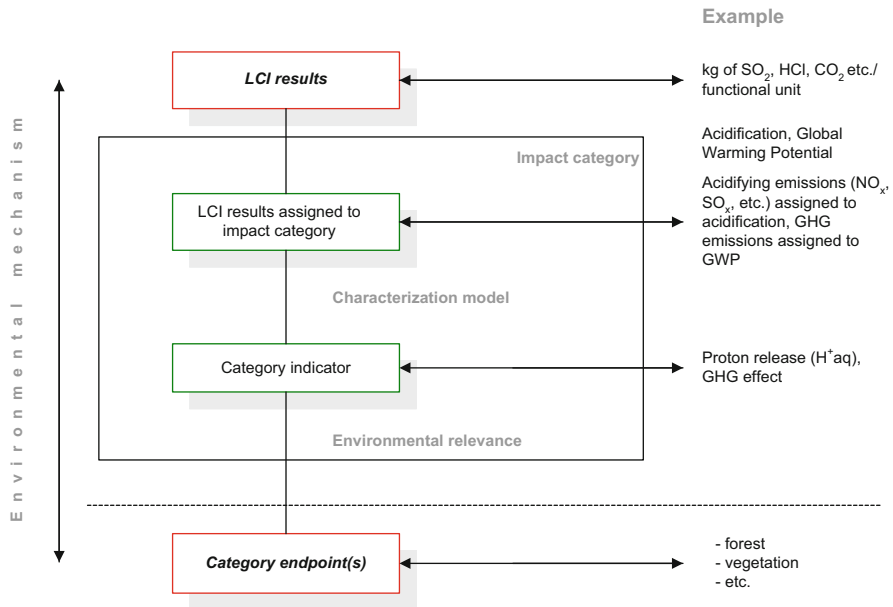 Example
LCI results
kg of SO₂, HCl, CO₂ etc./
functional unit
Impact category
Acidification, Global
Warming Potential
LCI results assigned to
impact category
Acidifying emissions (NOₓ,
SOₓ, etc.) assigned to
acidification, GHG
emissions assigned to
GWP
Characterization model
Category indicator
Proton release (H⁺aq),
GHG effect
Environmental relevance
Category endpoint(s)
- forest
- vegetation
- etc.
Environmental mechanism